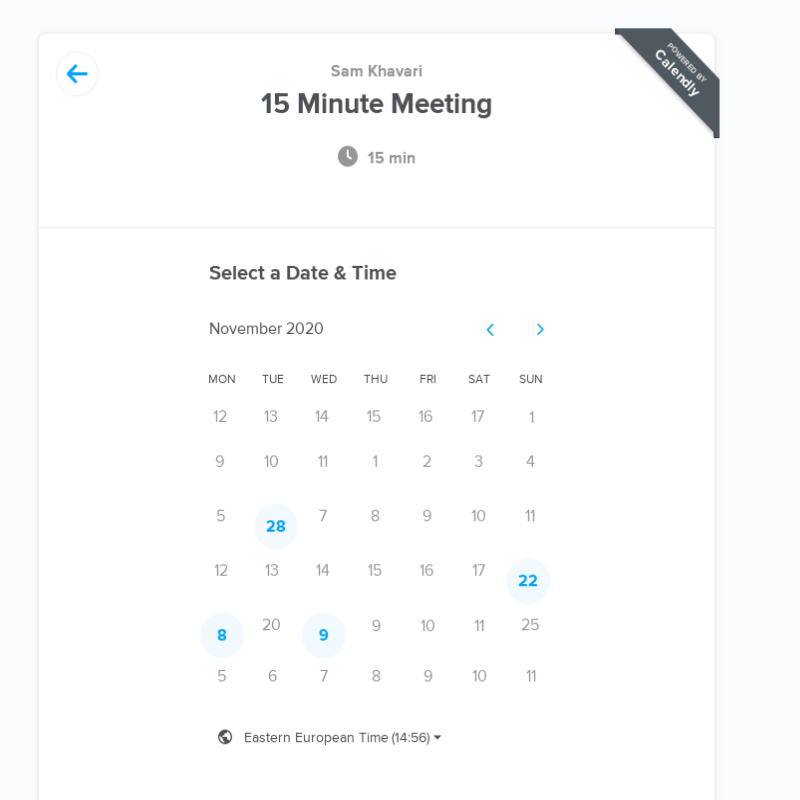 POWERED BY
Calendly
Sam Khavari
15 Minute Meeting
15 min
Select a Date & Time
November 2020
MON TUE WED THU FRI SAT SUN
12 13 14 15 16 17 1
9 10 11 1 2 3 4
5 28 7 8 9 10 11
12 13 14 15 16 17 22
8 20 9 9 10 11 25
5 6 7 8 9 10 11
Eastern European Time (14:56)